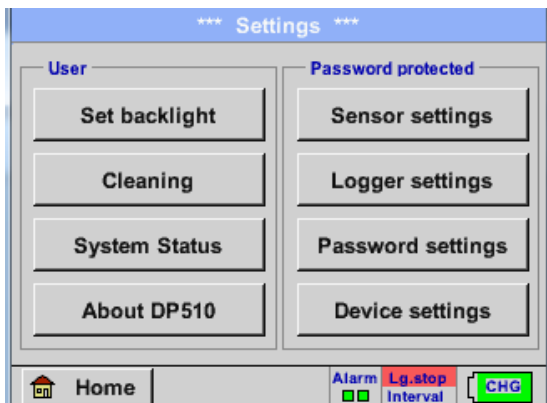 *** Settings ***
User
Set backlight
Cleaning
System Status
About DP510
Password protected
Sensor settings
Logger settings
Password settings
Device settings
Home
Alarm
Lg.stop
Interval
CHG